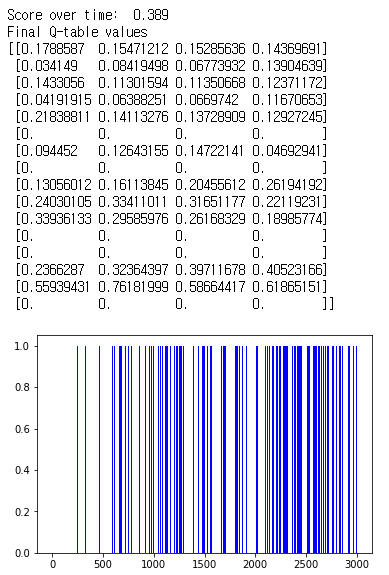 Score over time:  0.389
Final Q-table values
[[0.1788587  0.15471212 0.15285636 0.14369691]
 [0.034149   0.08419498 0.06773932 0.13904639]
 [0.1433056  0.11301594 0.11350668 0.12371172]
 [0.04191915 0.06388251 0.0669742  0.11670653]
 [0.21838811 0.14113276 0.13728909 0.12927245]
 [0.         0.         0.         0.        ]
 [0.094452   0.12643155 0.14722141 0.04692941]
 [0.         0.         0.         0.        ]
 [0.13056012 0.16113845 0.20455612 0.26194192]
 [0.24030105 0.33411011 0.31651177 0.22119231]
 [0.33936133 0.29585976 0.26168329 0.18985774]
 [0.         0.         0.         0.        ]
 [0.         0.         0.         0.        ]
 [0.2366287  0.32364397 0.39711678 0.40523166]
 [0.55939431 0.76181999 0.58664417 0.61865151]
 [0.         0.         0.         0.        ]]
1.0
0.8
0.6
0.4
0.2
0.0
0 500 1000 1500 2000 2500 3000